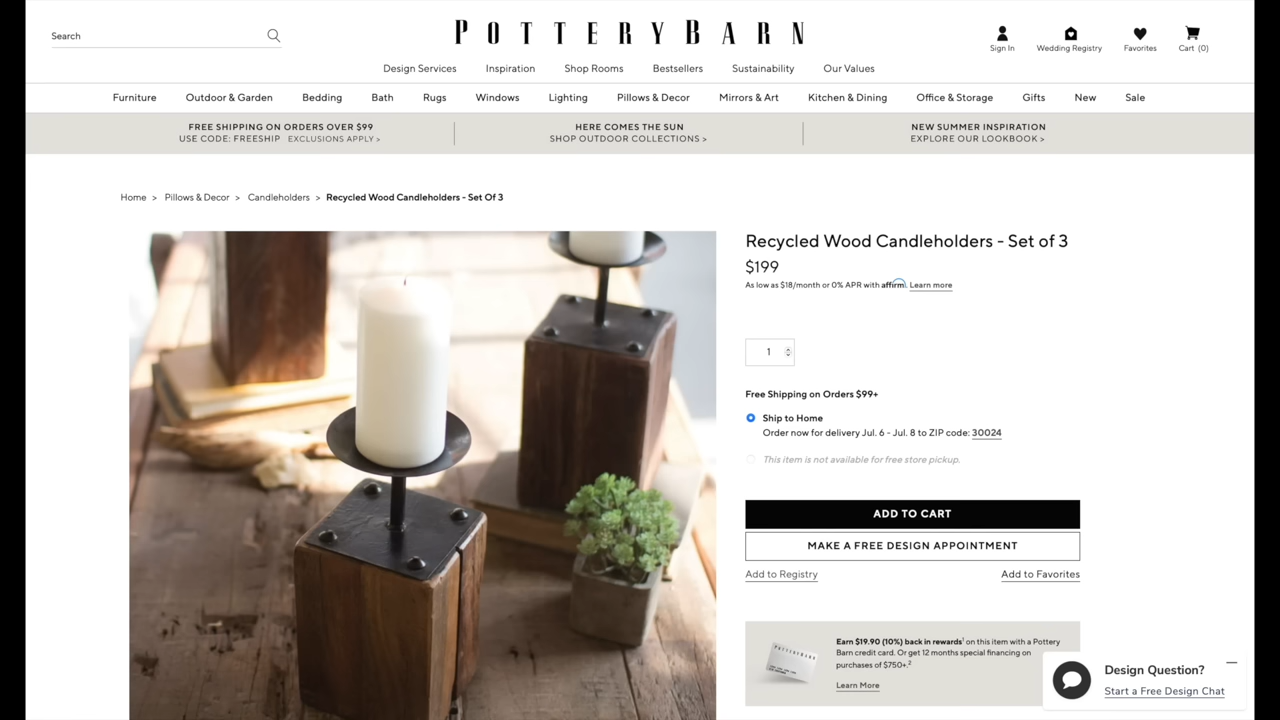 Search
POTTERY BARN
Sign In
Wedding Registry
Favorites
Cart (0)
Design Services
Inspiration
Shop Rooms
Bestsellers
Sustainability
Our Values
Furniture
Outdoor & Garden
Bedding
Bath
Rugs
Windows
Lighting
Pillows & Decor
Mirrors & Art
Kitchen & Dining
Office & Storage
Gifts
New
Sale
FREE SHIPPING ON ORDERS OVER $99
USE CODE: FREESHIP EXCLUSIONS APPLY >
HERE COMES THE SUN
SHOP OUTDOOR COLLECTIONS >
NEW SUMMER INSPIRATION
EXPLORE OUR LOOKBOOK >
Home > Pillows & Decor > Candleholders > Recycled Wood Candleholders - Set Of 3
Recycled Wood Candleholders - Set of 3
$199
As low as $18/month or 0% APR with affirm. Learn more
1
Free Shipping on Orders $99+
Ship to Home
Order now for delivery Jul. 6 - Jul. 8 to ZIP code: 30024
This item is not available for free store pickup.
ADD TO CART
MAKE A FREE DESIGN APPOINTMENT
Add to Registry
Add to Favorites
POTTERY BARN
Earn $19.90 (10%) back in rewards¹ on this item with a Pottery
Barn credit card. Or get 12 months special financing on
purchases of $750+.²
Learn More
Design Question?
Start a Free Design Chat